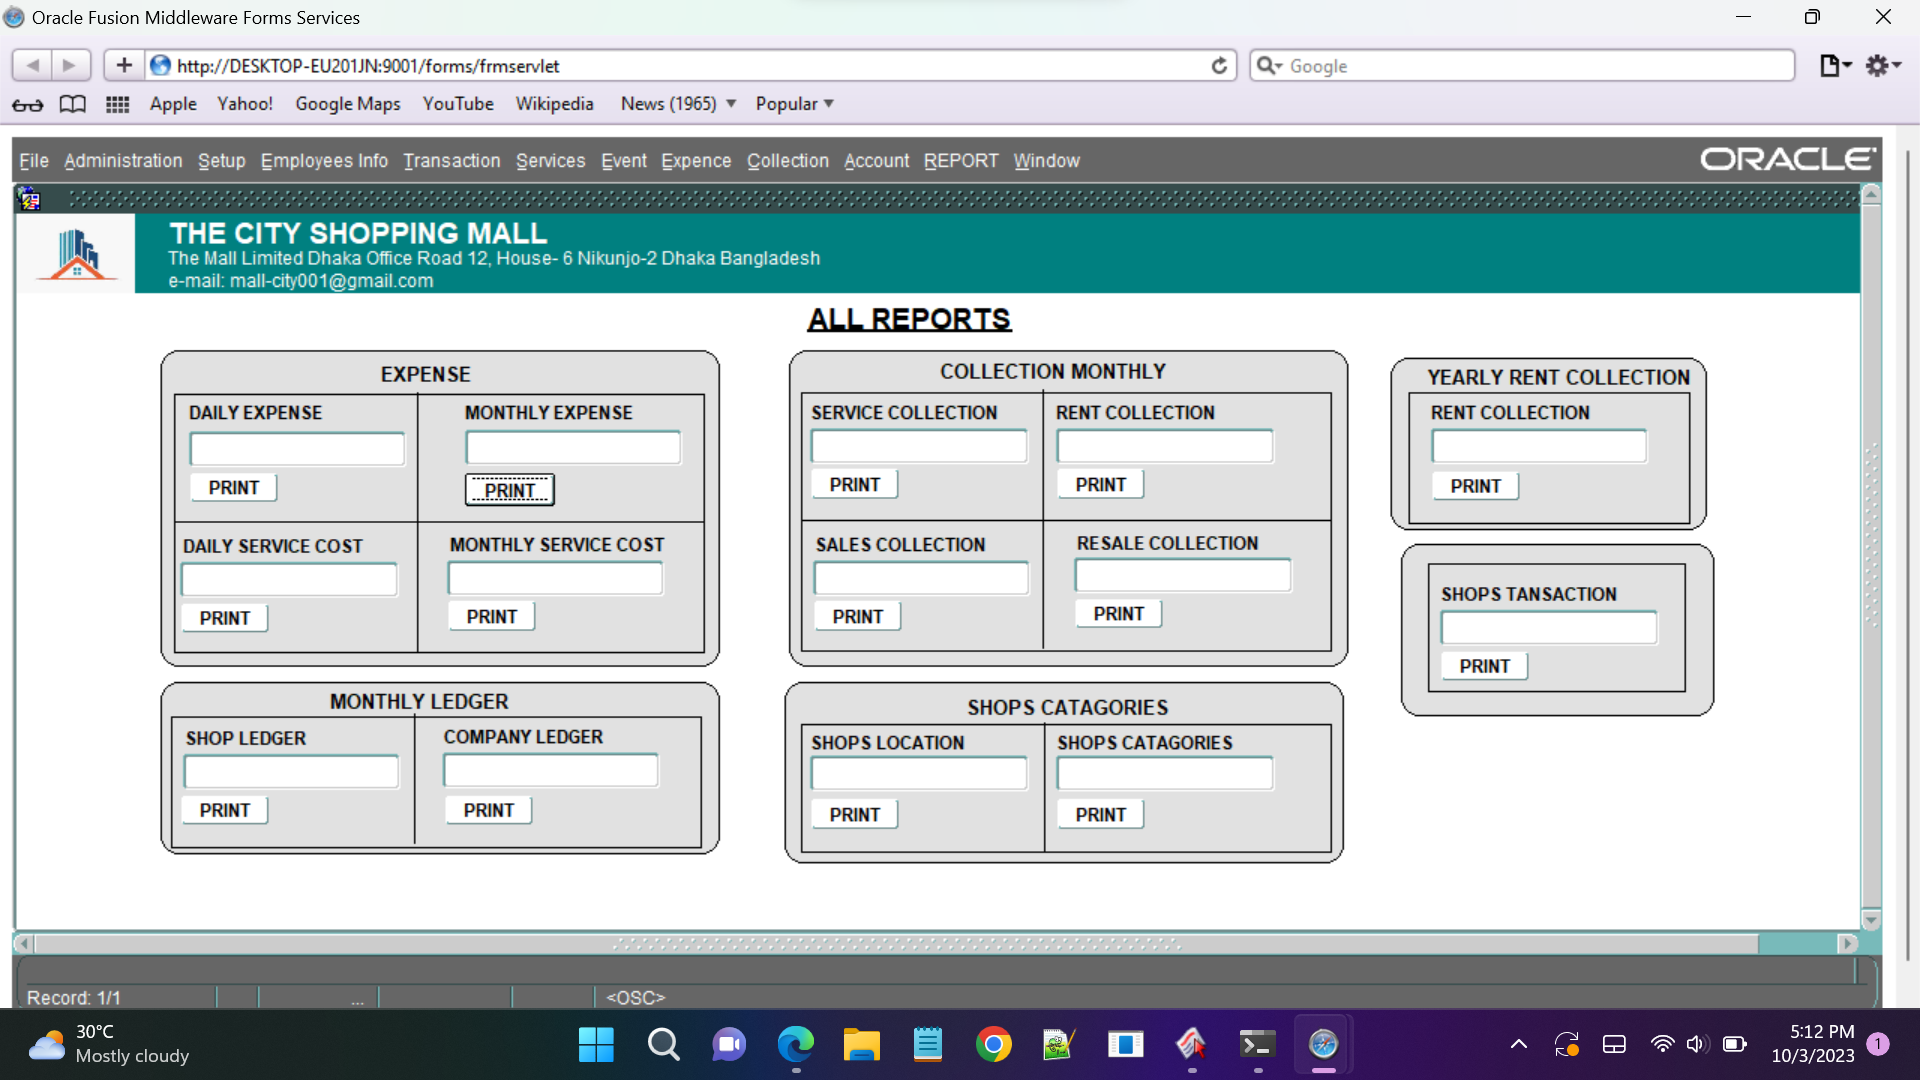 Oracle Fusion Middleware Forms Services
http://DESKTOP-EU201JN:9001/forms/frmservlet
Google
Apple Yahoo! Google Maps YouTube Wikipedia News (1965) Popular
File Administration Setup Employees Info Transaction Services Event Expence Collection Account REPORT Window
ORACLE
THE CITY SHOPPING MALL
The Mall Limited Dhaka Office Road 12, House- 6 Nikunjo-2 Dhaka Bangladesh
e-mail: mall-city001@gmail.com
ALL REPORTS
EXPENSE
DAILY EXPENSE MONTHLY EXPENSE
PRINT PRINT
DAILY SERVICE COST MONTHLY SERVICE COST
PRINT PRINT
COLLECTION MONTHLY
SERVICE COLLECTION RENT COLLECTION
PRINT PRINT
SALES COLLECTION RESALE COLLECTION
PRINT PRINT
YEARLY RENT COLLECTION
RENT COLLECTION
PRINT
SHOPS TANSACTION
PRINT
MONTHLY LEDGER
SHOP LEDGER COMPANY LEDGER
PRINT PRINT
SHOPS CATAGORIES
SHOPS LOCATION SHOPS CATAGORIES
PRINT PRINT
Record: 1/1 ... <OSC>
30°C
Mostly cloudy
5:12 PM
10/3/2023
1